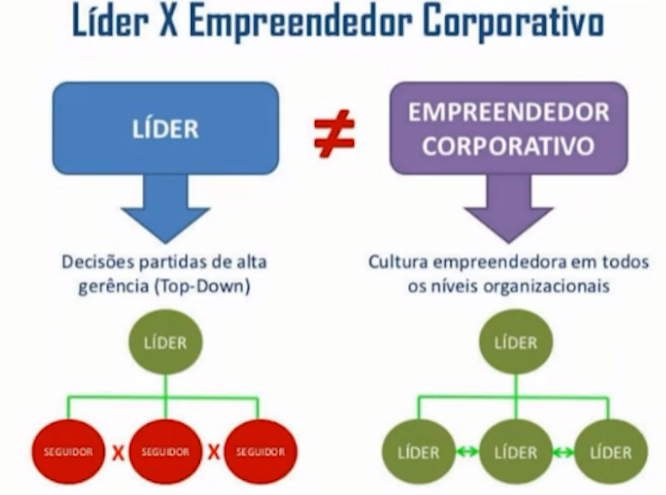 Líder X Empreendedor Corporativo
LÍDER
≠
EMPREENDEDOR
CORPORATIVO
Decisões partidas de alta
gerência (Top-Down)
Cultura empreendedora em todos
os níveis organizacionais
LÍDER
SEGUIDOR X SEGUIDOR X SEGUIDOR
LÍDER
LÍDER LÍDER LÍDER